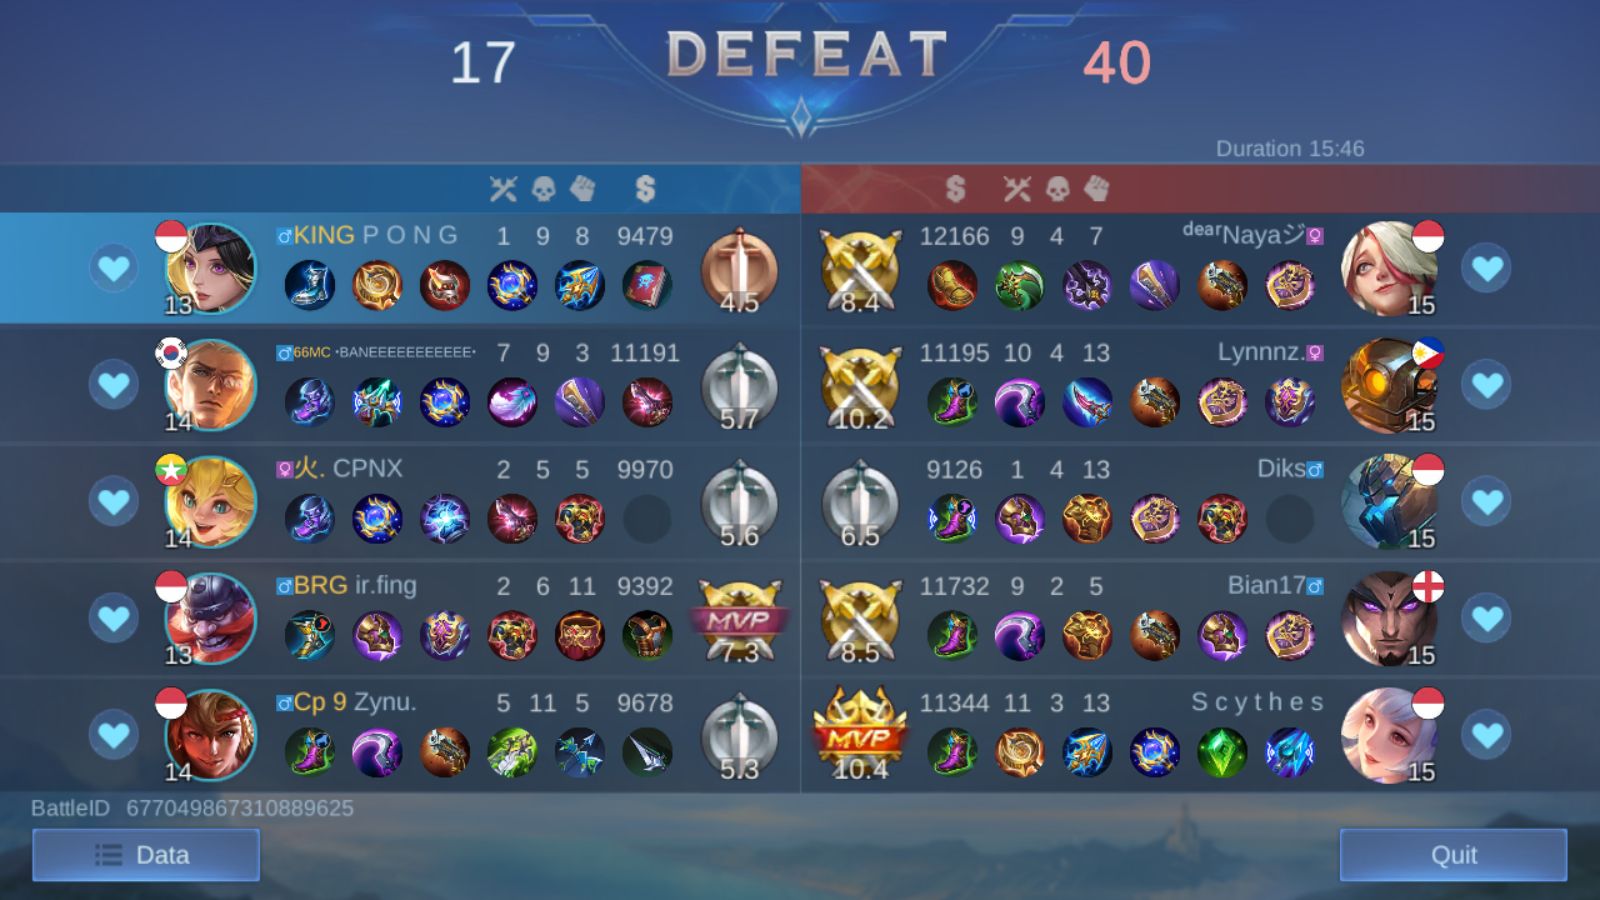 17 DEFEAT 40
Duration 15:46
KING P O N G 1 9 8 9479 4.5
13
8.4 12166 9 4 7 dearNayaジ
15
66MC •BANEEEEEEEEEEE• 7 9 3 11191 5.7
14
10.2 11195 10 4 13 Lynnnz.
15
火. CPNX 2 5 5 9970 5.6
14
6.5 9126 1 4 13 Diks
15
BRG ir.fing 2 6 11 9392 MVP 7.3
13
8.5 11732 9 2 5 Bian17
15
Cp 9 Zynu. 5 11 5 9678 5.3
14
MVP 10.4 11344 11 3 13 S c y t h e s
15
BattleID 677049867310889625
Data
Quit